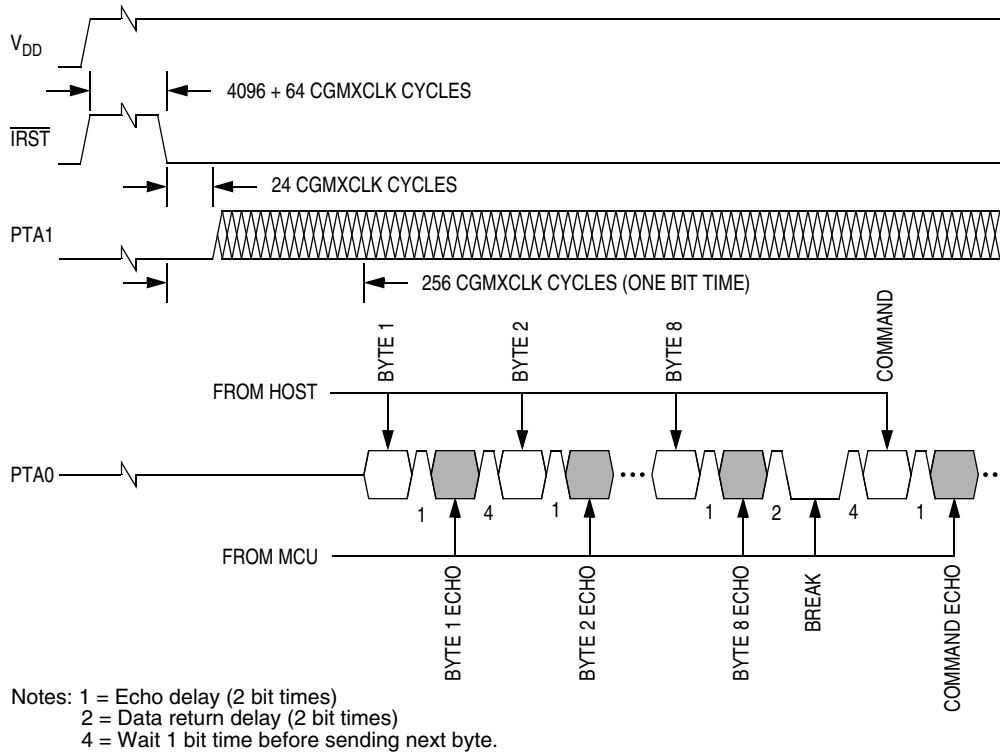 VDD
4096 + 64 CGMXCLK CYCLES
IRST
24 CGMXCLK CYCLES
PTA1
256 CGMXCLK CYCLES (ONE BIT TIME)
BYTE 1
BYTE 2
BYTE 8
COMMAND
FROM HOST
PTA0
1 4 1 1 2 4 1
FROM MCU
BYTE 1 ECHO
BYTE 2 ECHO
BYTE 8 ECHO
BREAK
COMMAND ECHO
Notes: 1 = Echo delay (2 bit times)
2 = Data return delay (2 bit times)
4 = Wait 1 bit time before sending next byte.